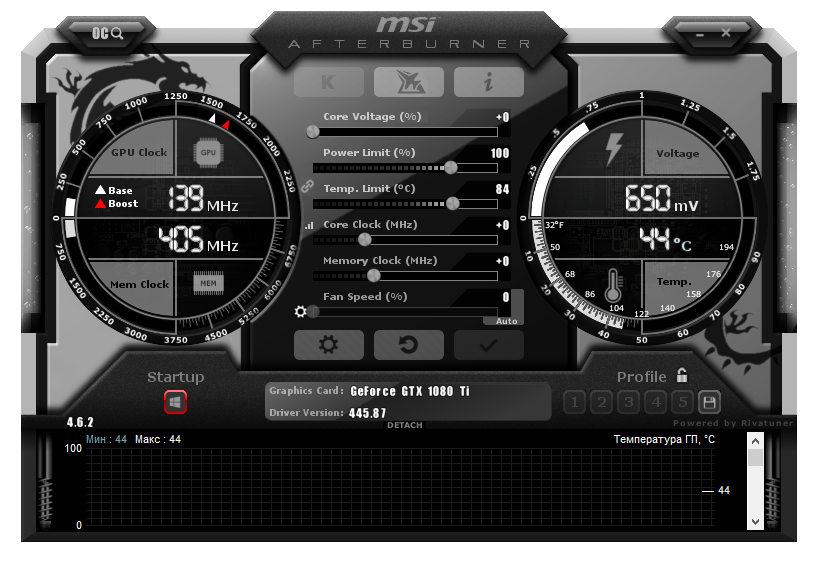 OC
msi
AFTERBURNER
K
i
Core Voltage (%) +0
Power Limit (%) 100
Temp. Limit (°C) 84
Core Clock (MHz) +0
Memory Clock (MHz) +0
Fan Speed (%) 0
Auto
0 250 500 750 1000 1250 1500 1750 2000 2250
GPU Clock
GPU
Base
Boost
139 MHz
405 MHz
Mem Clock
MEM
0 750 1500 2250 3000 3750 4500 5250 6000 6750
0 .25 .5 .75 1 1.25 1.5 1.75
Voltage
650 mV
44 °C
Temp.
32°F 50 68 86 104 122 140 158 176 194
10 20 30 40 50 60 70 80 90
Startup
Graphics Card: GeForce GTX 1080 Ti
Driver Version: 445.87
Profile
1 2 3 4 5
4.6.2
DETACH
Powered by Rivatuner
Мин : 44 Макс : 44
Температура ГП, °C
100
44
0